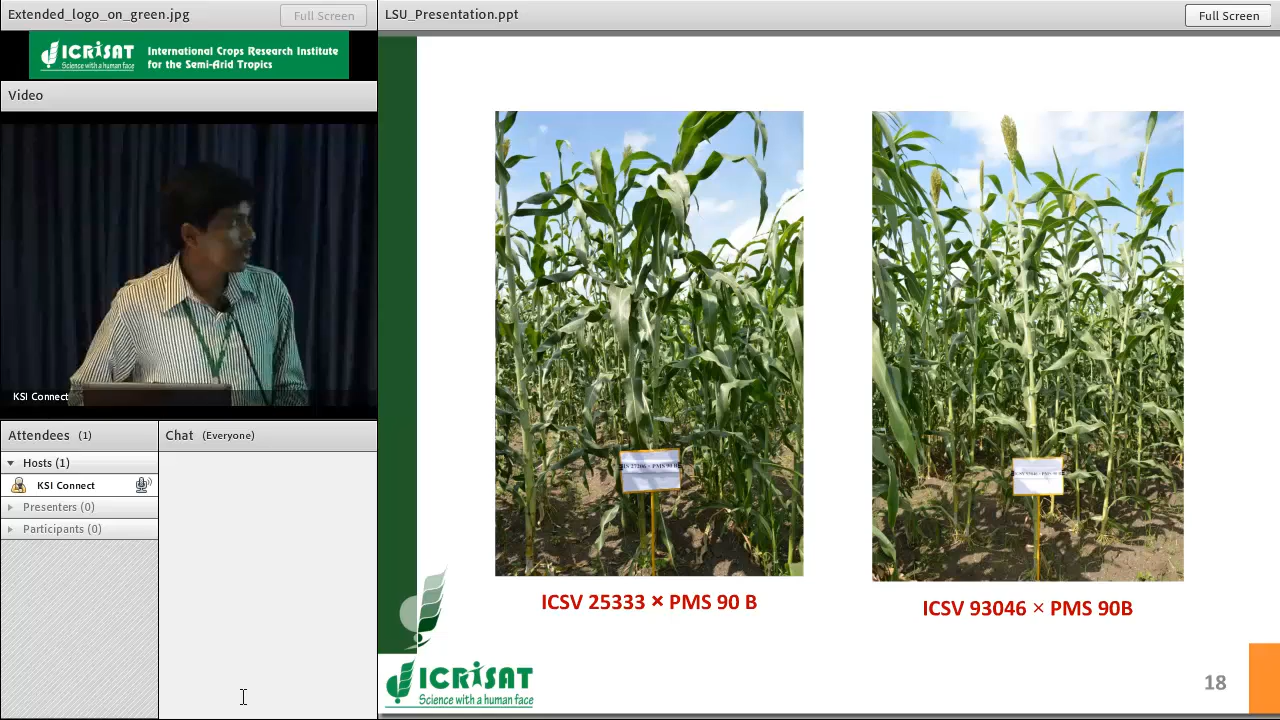 Extended_logo_on_green.jpg
Full Screen
ICRISAT
Science with a human face
International Crops Research Institute
for the Semi-Arid Tropics
Video
KSI Connect
Attendees (1)
Hosts (1)
KSI Connect
Presenters (0)
Participants (0)
Chat (Everyone)
LSU_Presentation.ppt
Full Screen
ICSV 25333 × PMS 90 B
ICSV 93046 × PMS 90B
ICRISAT
Science with a human face
18